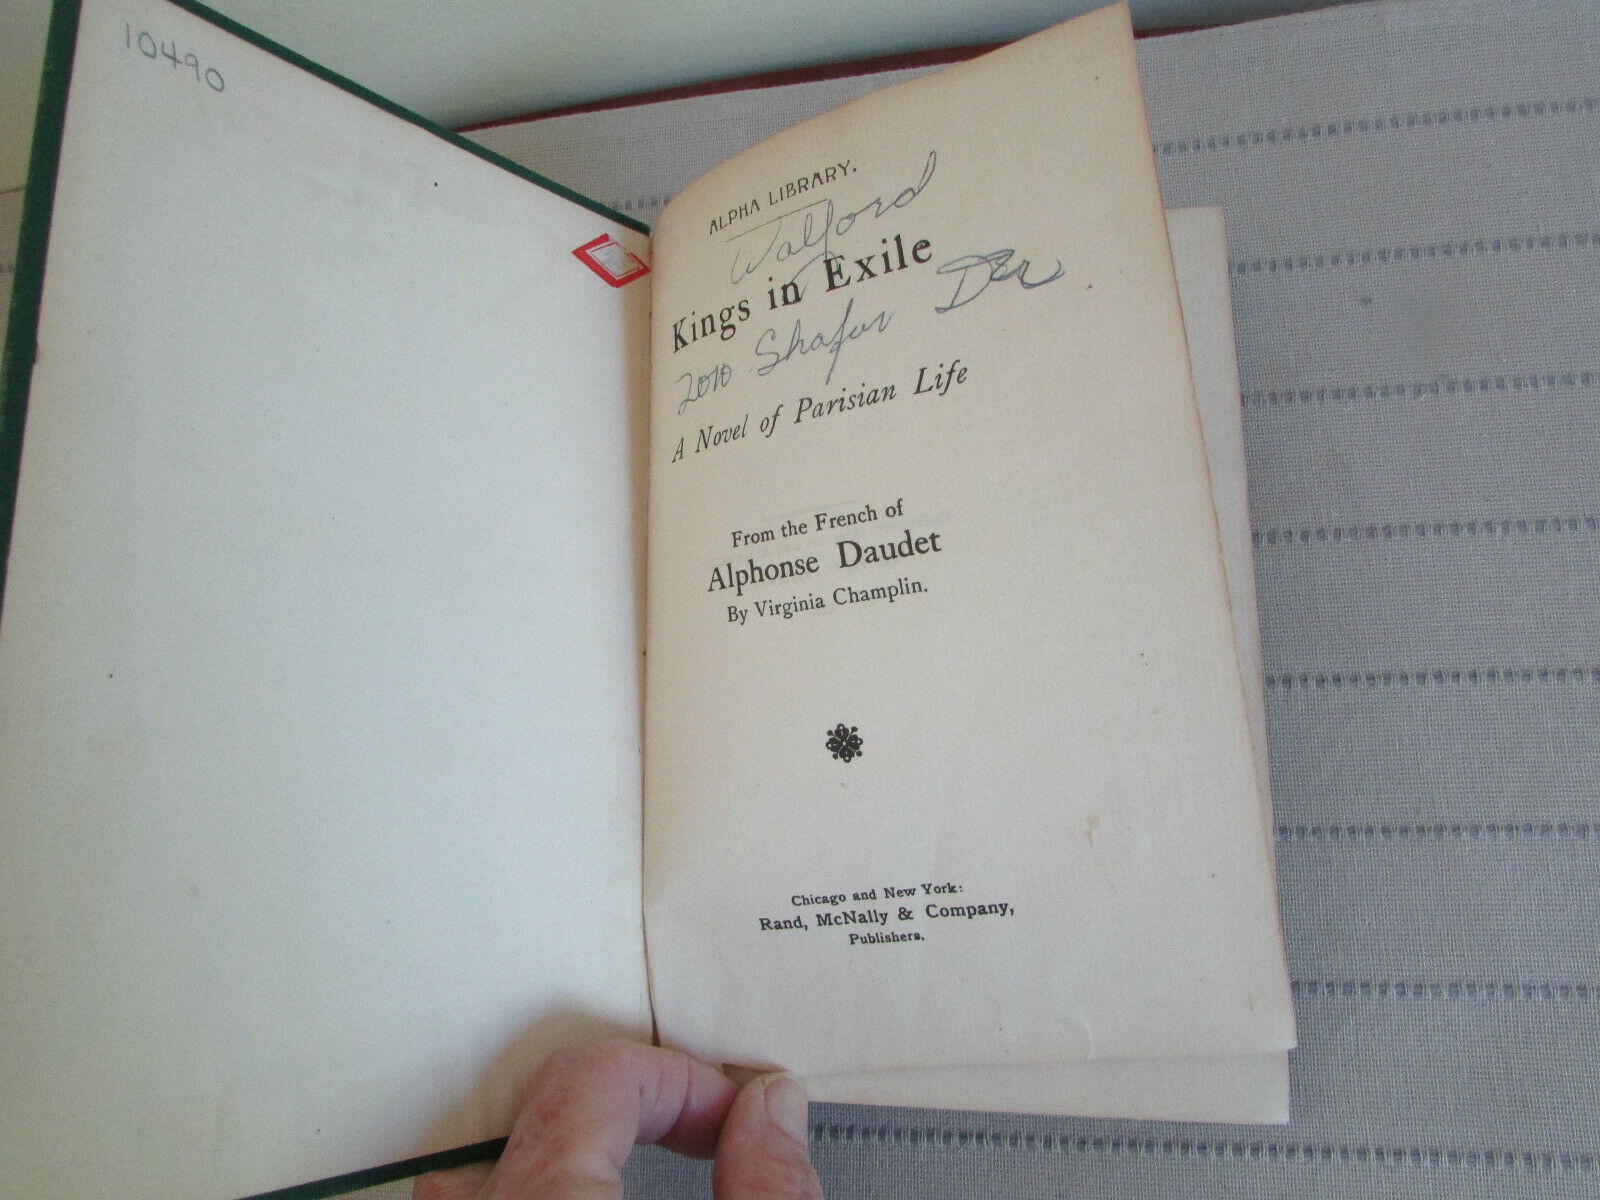 10490
ALPHA LIBRARY.
Walford
Kings in Exile
2010 Shafer
A Novel of Parisian Life
From the French of
Alphonse Daudet
By Virginia Champlin.
Chicago and New York:
Rand, McNally & Company,
Publishers.